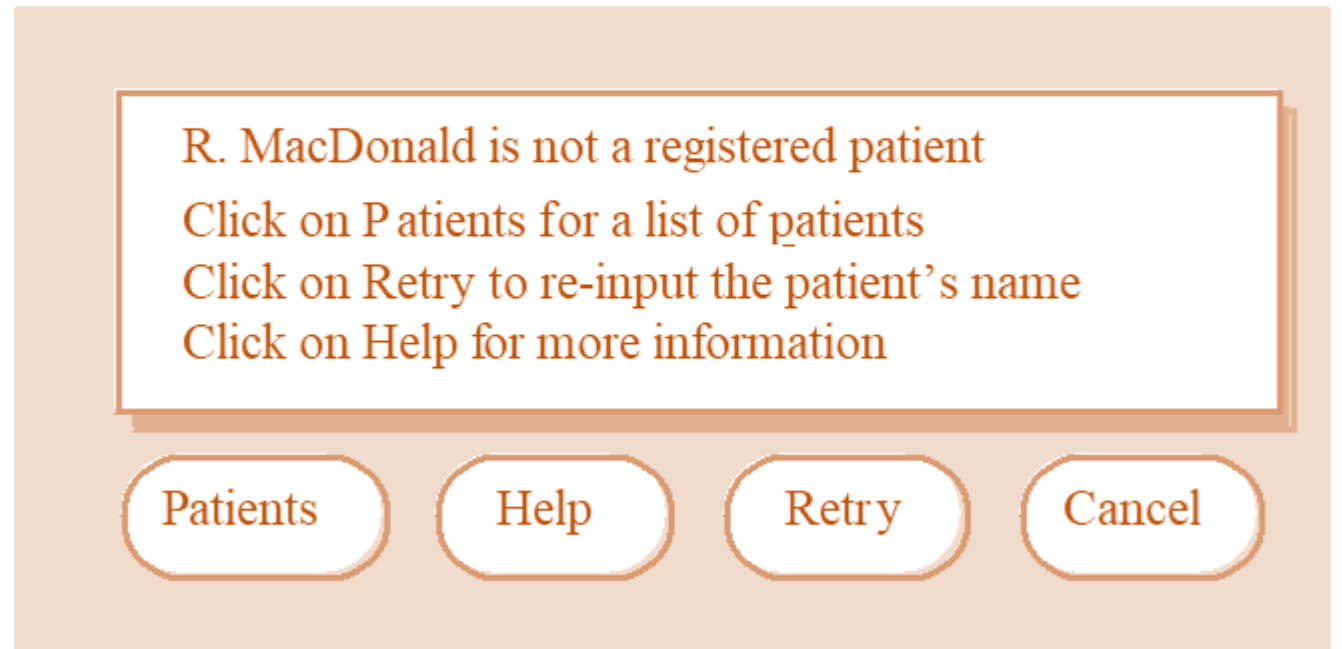 R. MacDonald is not a registered patient
Click on Patients for a list of patients
Click on Retry to re-input the patient’s name
Click on Help for more information
Patients Help Retry Cancel